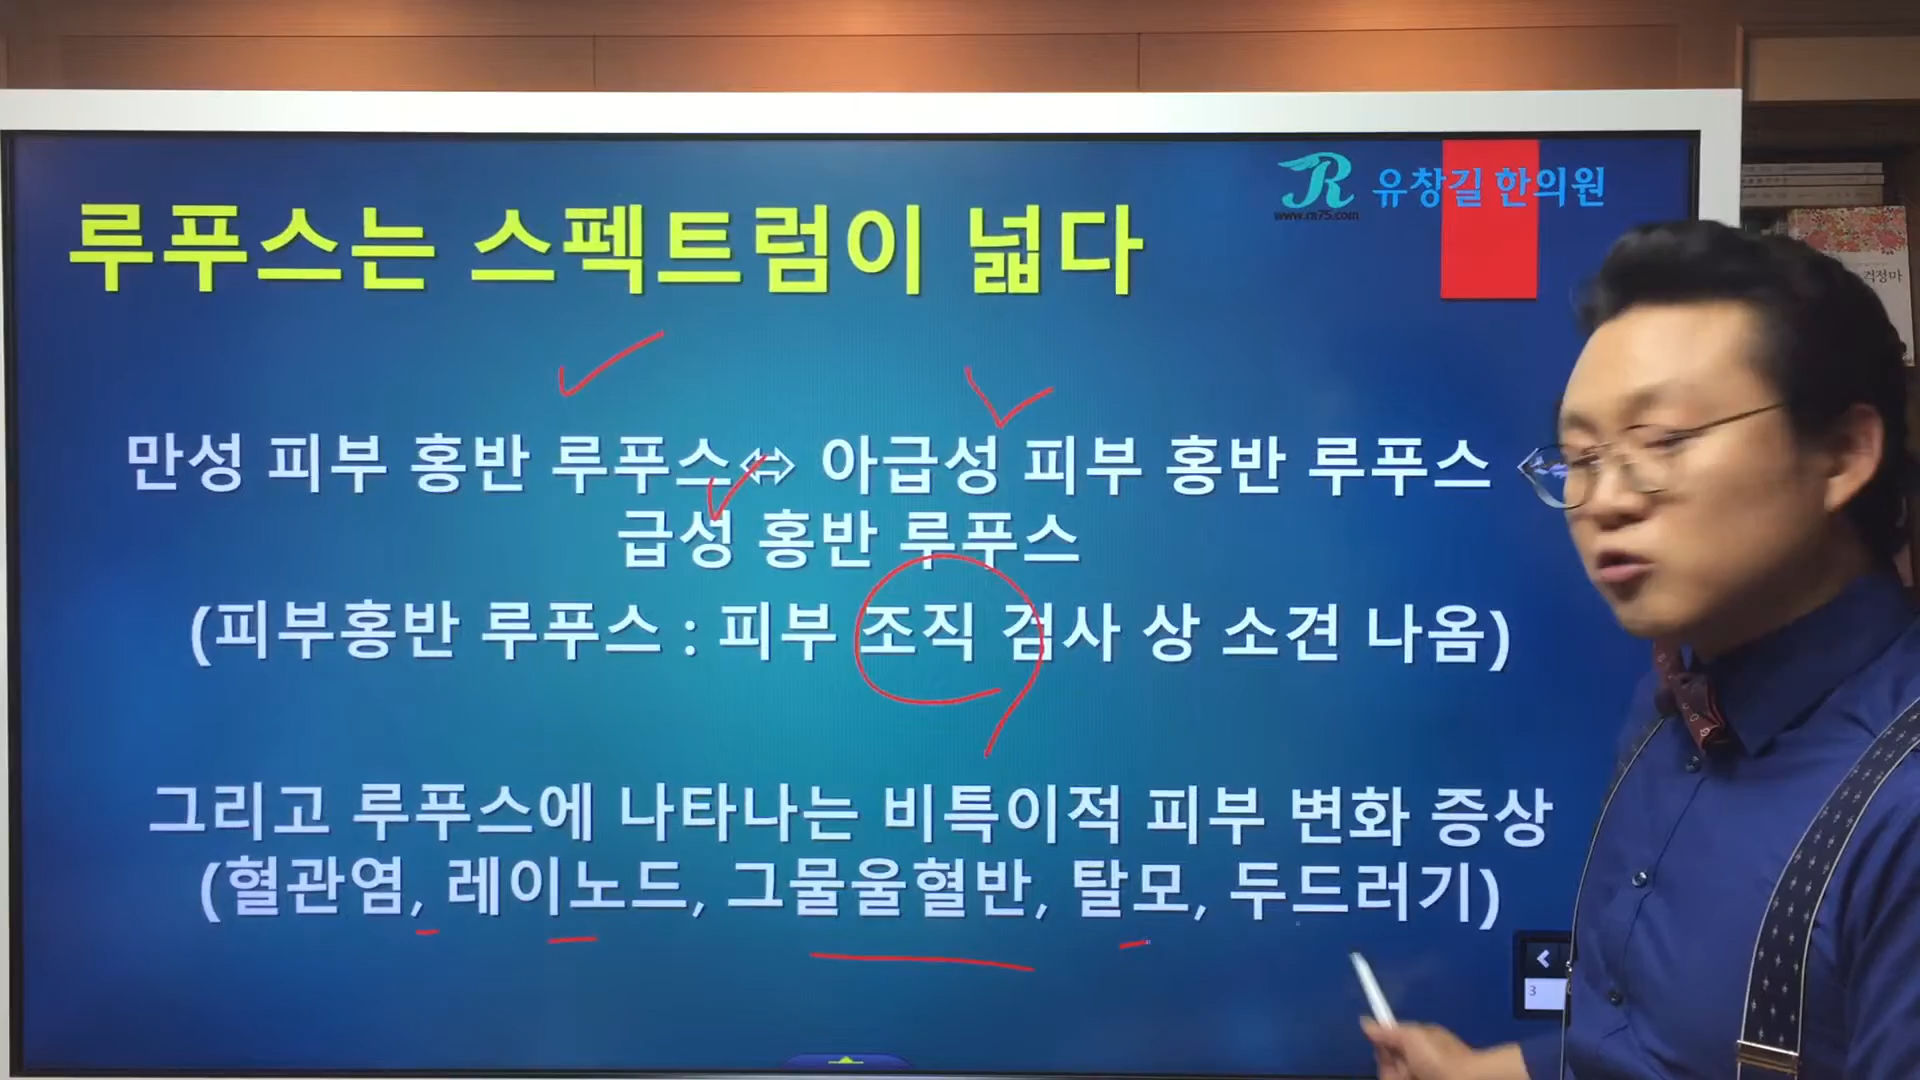 유창길 한의원
www.ra75.com
루푸스는 스펙트럼이 넓다
걱정마
만성 피부 홍반 루푸스⇔ 아급성 피부 홍반 루푸스
급성 홍반 루푸스
(피부홍반 루푸스 : 피부 조직 검사 상 소견 나옴)
그리고 루푸스에 나타나는 비특이적 피부 변화 증상
(혈관염, 레이노드, 그물울혈반, 탈모, 두드러기)
3